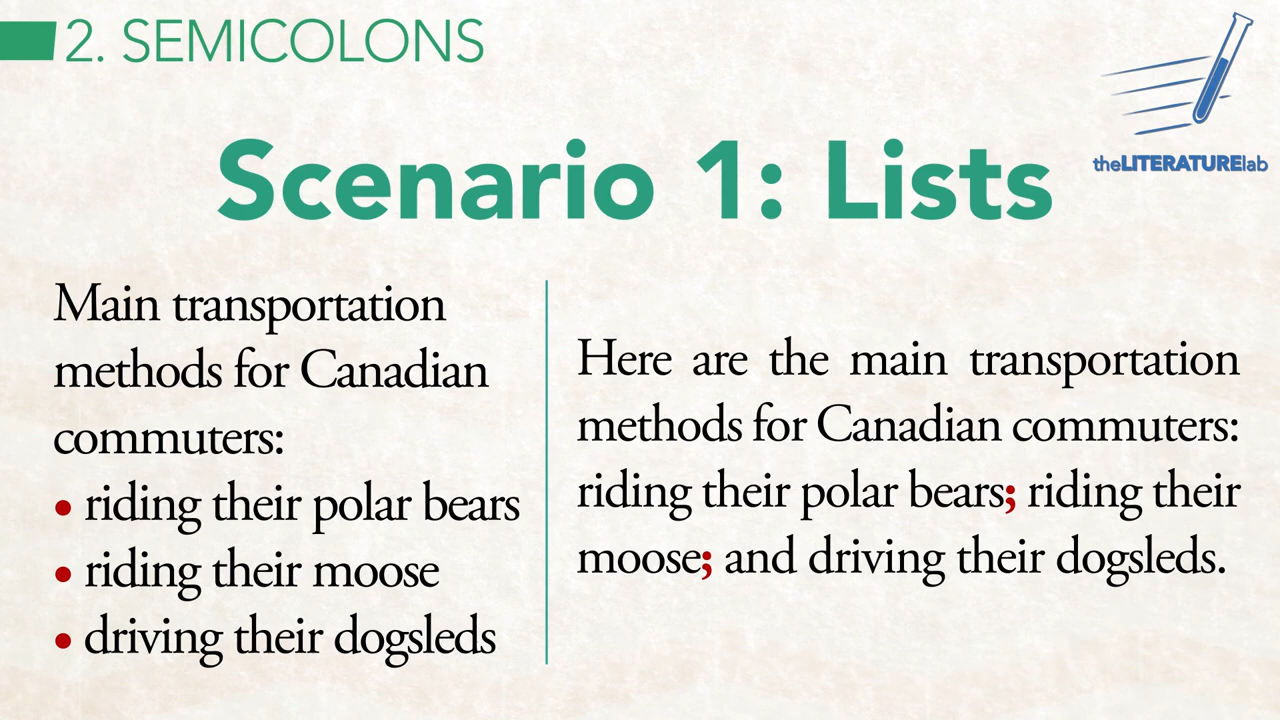 2. SEMICOLONS
theLITERATURElab
Scenario 1: Lists
Main transportation
methods for Canadian
commuters:
• riding their polar bears
• riding their moose
• driving their dogsleds
Here are the main transportation
methods for Canadian commuters:
riding their polar bears; riding their
moose; and driving their dogsleds.